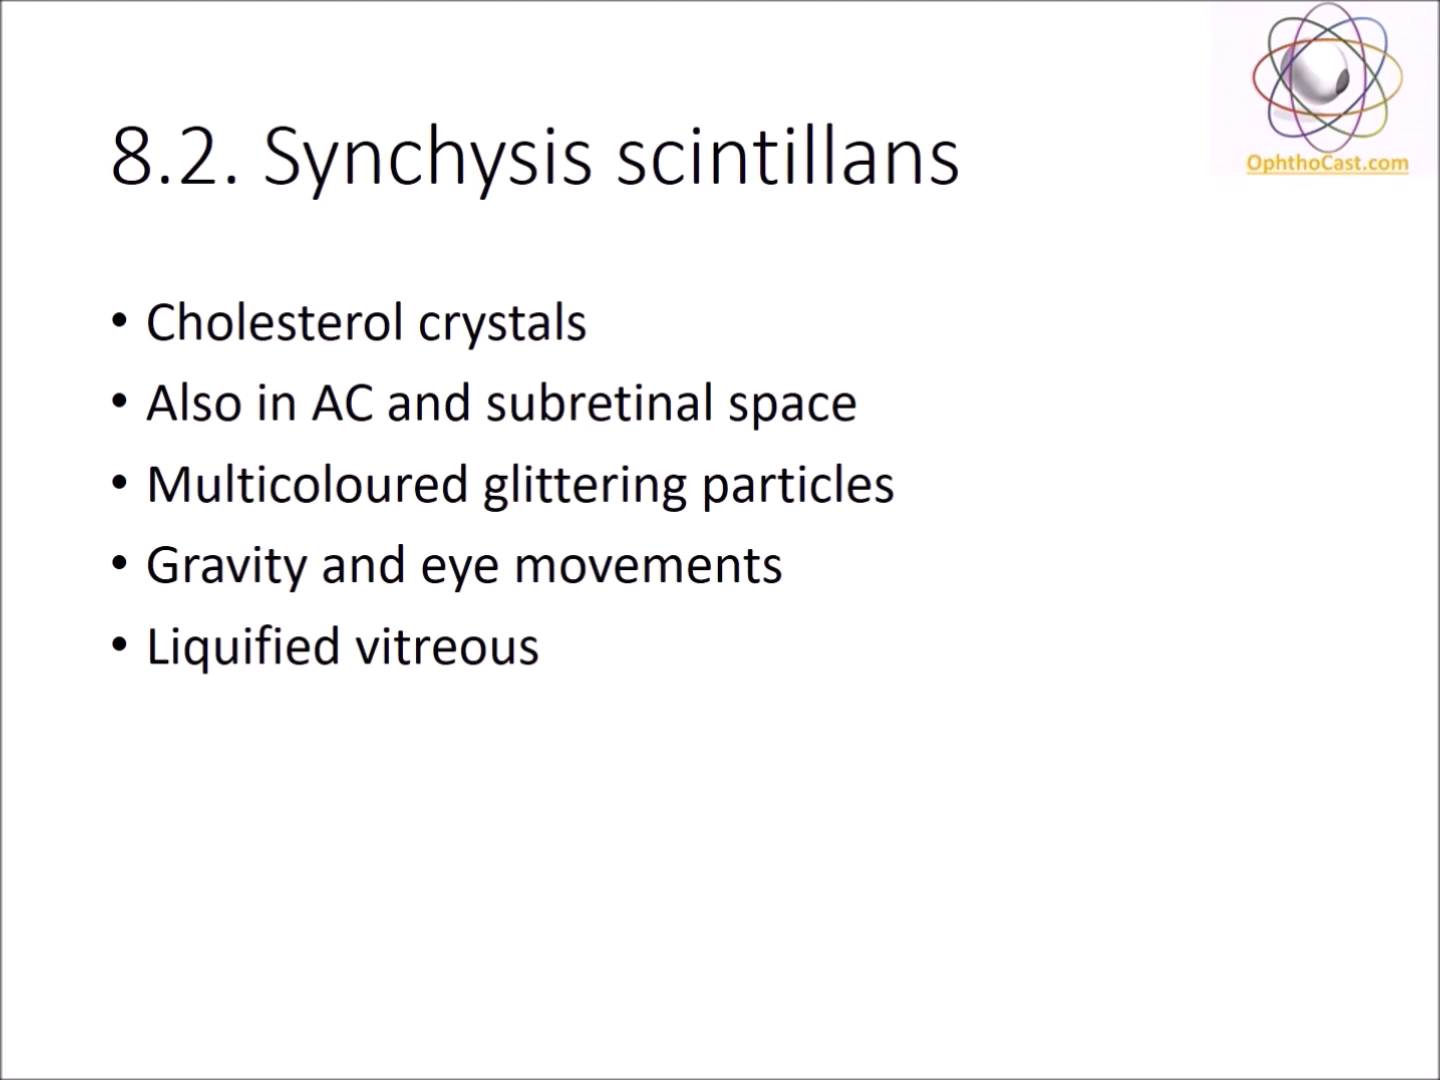 OphthoCast.com
8.2. Synchysis scintillans
• Cholesterol crystals
• Also in AC and subretinal space
• Multicoloured glittering particles
• Gravity and eye movements
• Liquified vitreous